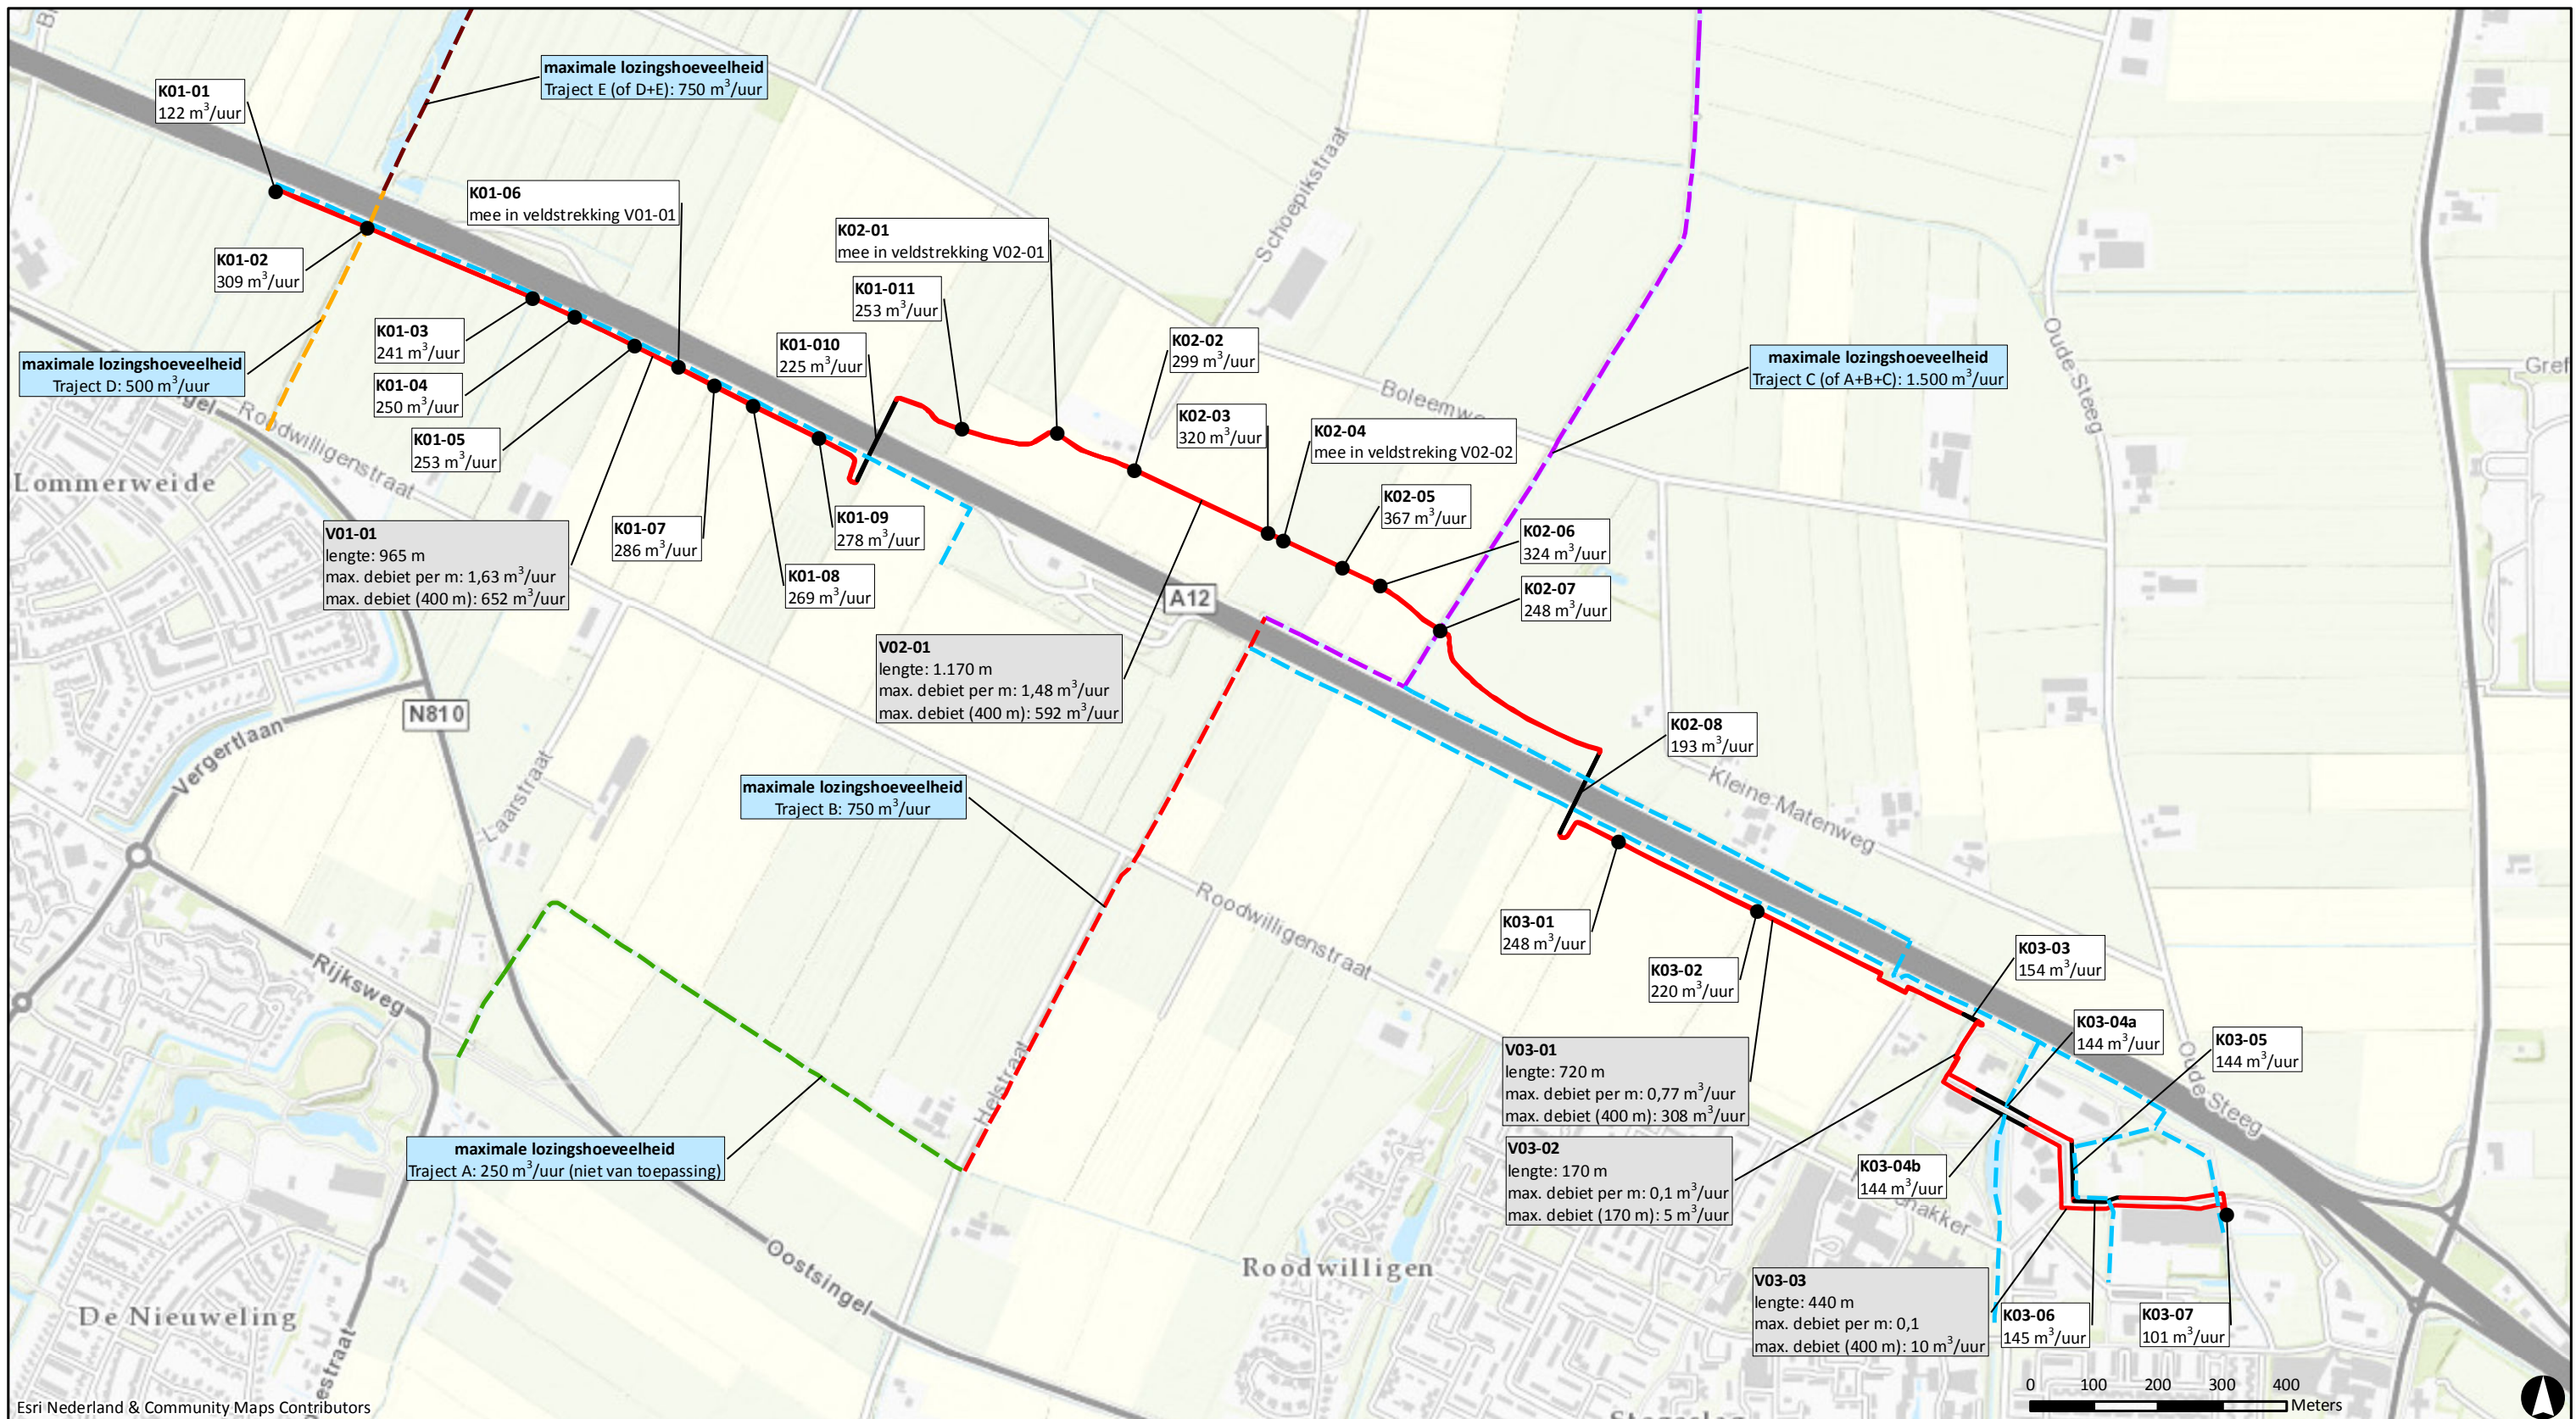 maximale lozingshoeveelheid
Traject E (of D+E): 750 m³/uur
K01-01
122 m³/uur
K01-06
mee in veldstrekking V01-01
K02-01
mee in veldstrekking V02-01
Schoepikstraat
K01-02
309 m³/uur
K01-011
253 m³/uur
K01-03
241 m³/uur
K01-010
225 m³/uur
K02-02
299 m³/uur
Oude Steeg
maximale lozingshoeveelheid
Traject D: 500 m³/uur
maximale lozingshoeveelheid
Traject C (of A+B+C): 1.500 m³/uur
Gref
K01-04
250 m³/uur
Boleemwe
Roodwilligenstraat
K02-03
320 m³/uur
K02-04
mee in veldstreking V02-02
K01-05
253 m³/uur
Lommerweide
K02-05
367 m³/uur
V01-01
lengte: 965 m
max. debiet per m: 1,63 m³/uur
max. debiet (400 m): 652 m³/uur
K01-07
286 m³/uur
K01-09
278 m³/uur
K02-06
324 m³/uur
K01-08
269 m³/uur
K02-07
248 m³/uur
A12
V02-01
lengte: 1.170 m
max. debiet per m: 1,48 m³/uur
max. debiet (400 m): 592 m³/uur
N810
K02-08
193 m³/uur
Vergertlaan
Laarstraat
maximale lozingshoeveelheid
Traject B: 750 m³/uur
Kleine-Matenweg
Roodwilligenstraat
K03-01
248 m³/uur
K03-02
220 m³/uur
K03-03
154 m³/uur
Rijksweg
K03-04a
144 m³/uur
K03-05
144 m³/uur
Oude Steeg
Helstraat
V03-01
lengte: 720 m
max. debiet per m: 0,77 m³/uur
max. debiet (400 m): 308 m³/uur
maximale lozingshoeveelheid
Traject A: 250 m³/uur (niet van toepassing)
V03-02
lengte: 170 m
max. debiet per m: 0,1 m³/uur
max. debiet (170 m): 5 m³/uur
K03-04b
144 m³/uur
Oostsingel
Roodwilligen
V03-03
lengte: 440 m
max. debiet per m: 0,1
max. debiet (400 m): 10 m³/uur
De Nieuweling
K03-06
145 m³/uur
K03-07
101 m³/uur
0 100 200 300 400
Meters
Esri Nederland & Community Maps Contributors